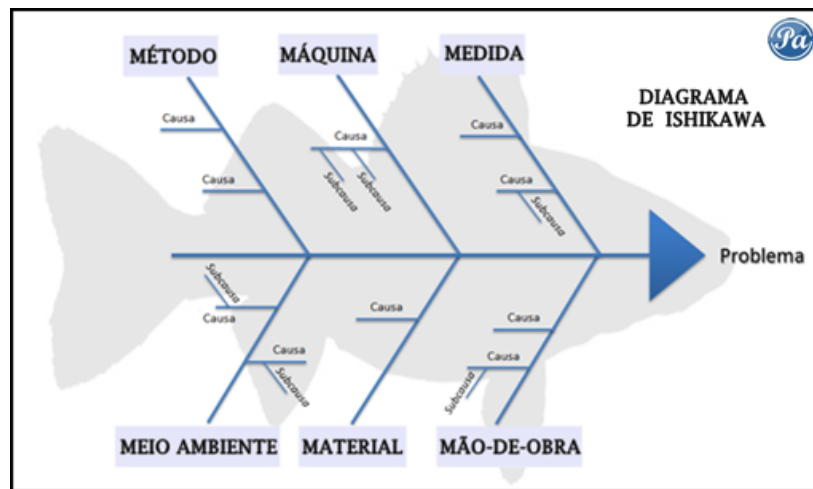 Pa
MÉTODO
MÁQUINA
MEDIDA
DIAGRAMA
DE ISHIKAWA
Causa
Causa
Causa
Subcausa
Subcausa
Causa
Causa
Subcausa
Problema
Subcausa
Causa
Causa
Subcausa
Causa
Causa
Causa
Subcausa
MEIO AMBIENTE
MATERIAL
MÃO-DE-OBRA